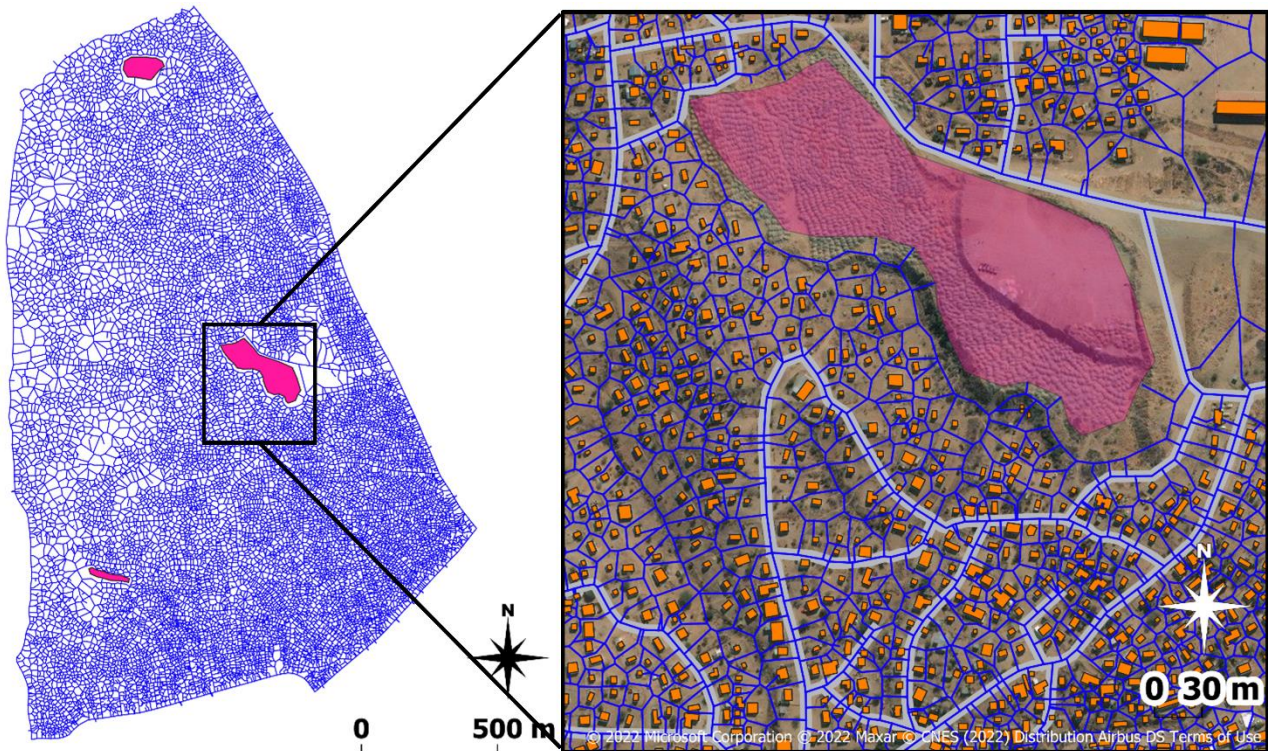 N
0 500 m
N
0 30 m
© 2022 Microsoft Corporation © 2022 Maxar © CNES (2022) Distribution Airbus DS Terms of Use